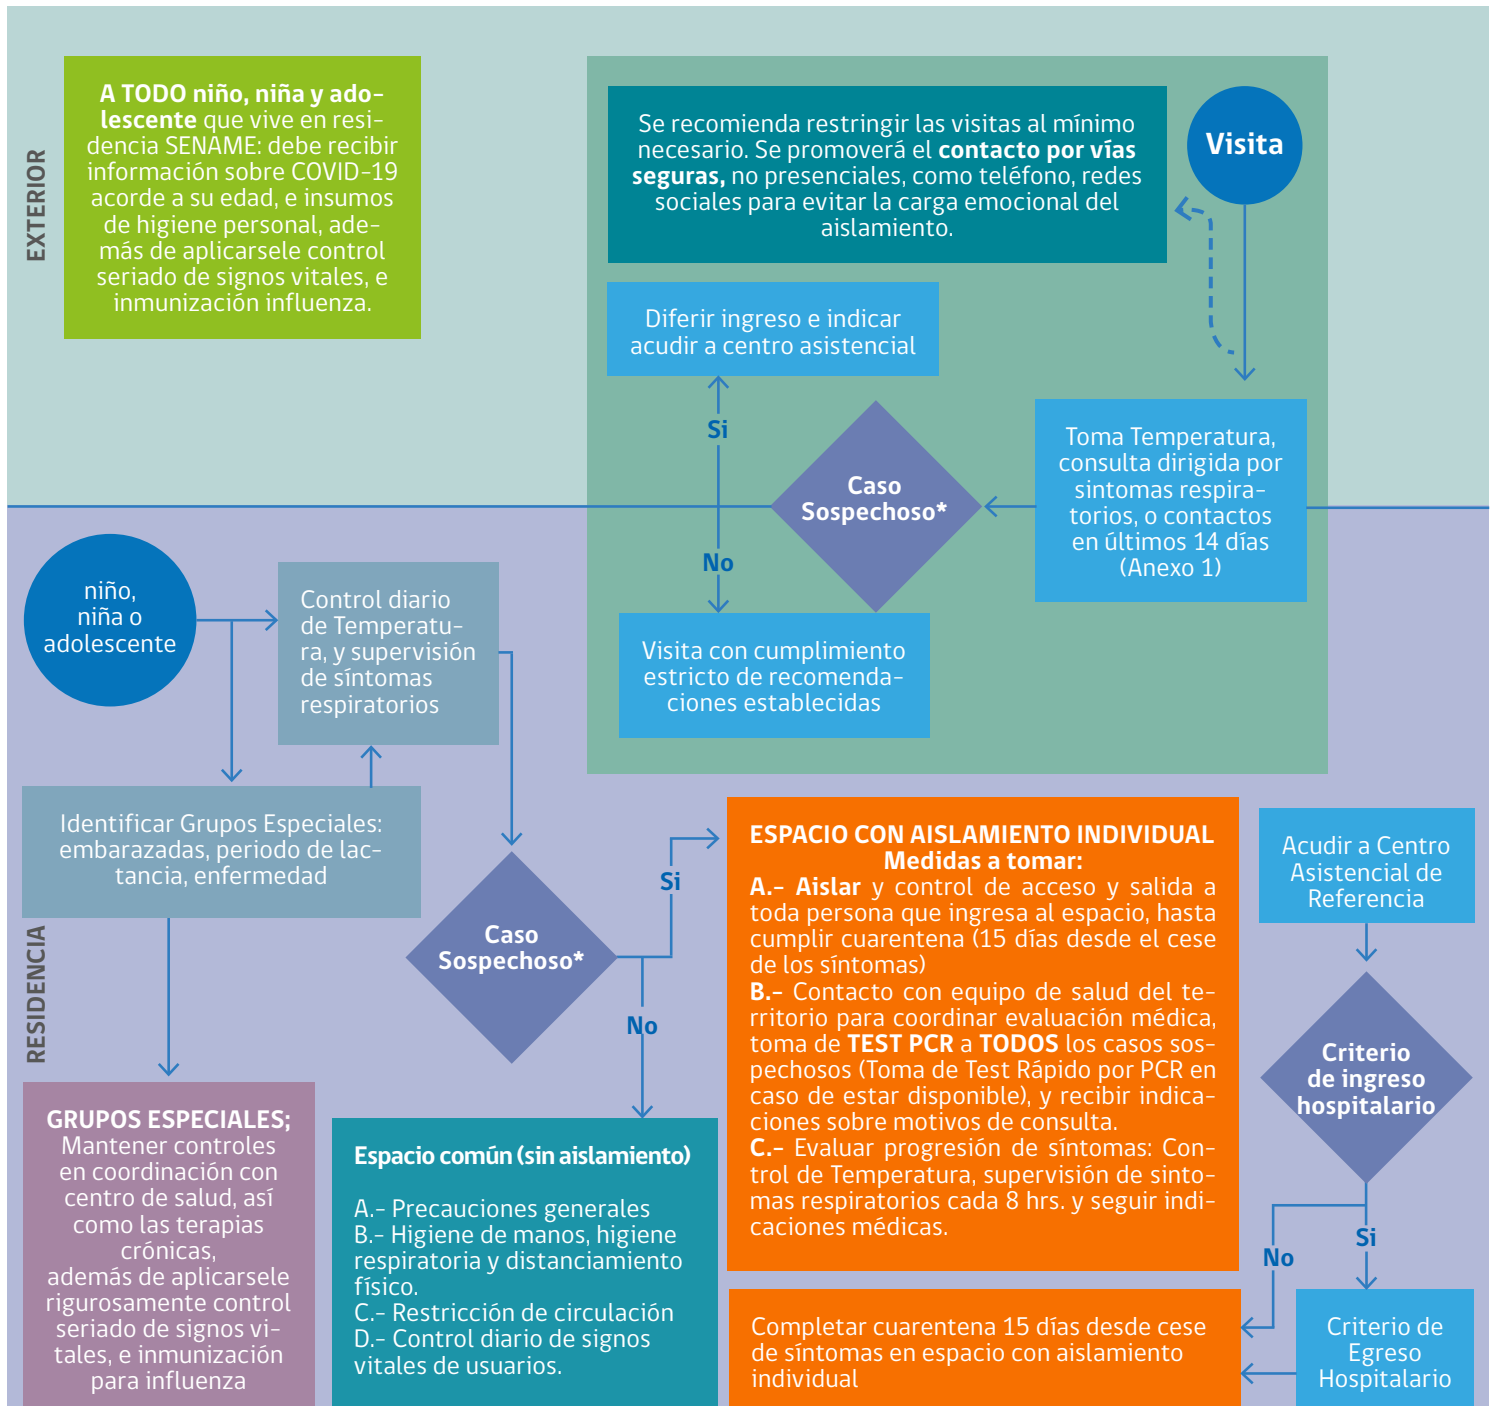 EXTERIOR
A TODO niño, niña y ado-
lescente que vive en resi-
dencia SENAME: debe recibir
información sobre COVID-19
acorde a su edad, e insumos
de higiene personal, ade-
más de aplicarsele control
seriado de signos vitales, e
inmunización influenza.
Se recomienda restringir las visitas al mínimo
necesario. Se promoverá el contacto por vías
seguras, no presenciales, como teléfono, redes
sociales para evitar la carga emocional del
aislamiento.
Visita
Diferir ingreso e indicar
acudir a centro asistencial
Si
Caso
Sospechoso*
Toma Temperatura,
consulta dirigida por
sintomas respira-
torios, o contactos
en últimos 14 días
(Anexo 1)
No
Visita con cumplimiento
estricto de recomenda-
ciones establecidas
RESIDENCIA
niño,
niña o
adolescente
Control diario
de Temperatu-
ra, y supervisión
de síntomas
respiratorios
Identificar Grupos Especiales:
embarazadas, periodo de lac-
tancia, enfermedad
Caso
Sospechoso*
Si
No
GRUPOS ESPECIALES;
Mantener controles
en coordinación con
centro de salud, así
como las terapias
crónicas,
además de aplicarsele
rigurosamente control
seriado de signos vi-
tales, e inmunización
para influenza
Espacio común (sin aislamiento)
A.- Precauciones generales
B.- Higiene de manos, higiene
respiratoria y distanciamiento
físico.
C.- Restricción de circulación
D.- Control diario de signos
vitales de usuarios.
ESPACIO CON AISLAMIENTO INDIVIDUAL
Medidas a tomar:
A.- Aislar y control de acceso y salida a
toda persona que ingresa al espacio, hasta
cumplir cuarentena (15 días desde el cese
de los síntomas)
B.- Contacto con equipo de salud del te-
rritorio para coordinar evaluación médica,
toma de TEST PCR a TODOS los casos sos-
pechosos (Toma de Test Rápido por PCR en
caso de estar disponible), y recibir indica-
ciones sobre motivos de consulta.
C.- Evaluar progresión de síntomas: Con-
trol de Temperatura, supervisión de sinto-
mas respiratorios cada 8 hrs. y seguir indi-
caciones médicas.
Acudir a Centro
Asistencial de
Referencia
Criterio
de ingreso
hospitalario
Si
No
Completar cuarentena 15 días desde cese
de síntomas en espacio con aislamiento
individual
Criterio de
Egreso
Hospitalario